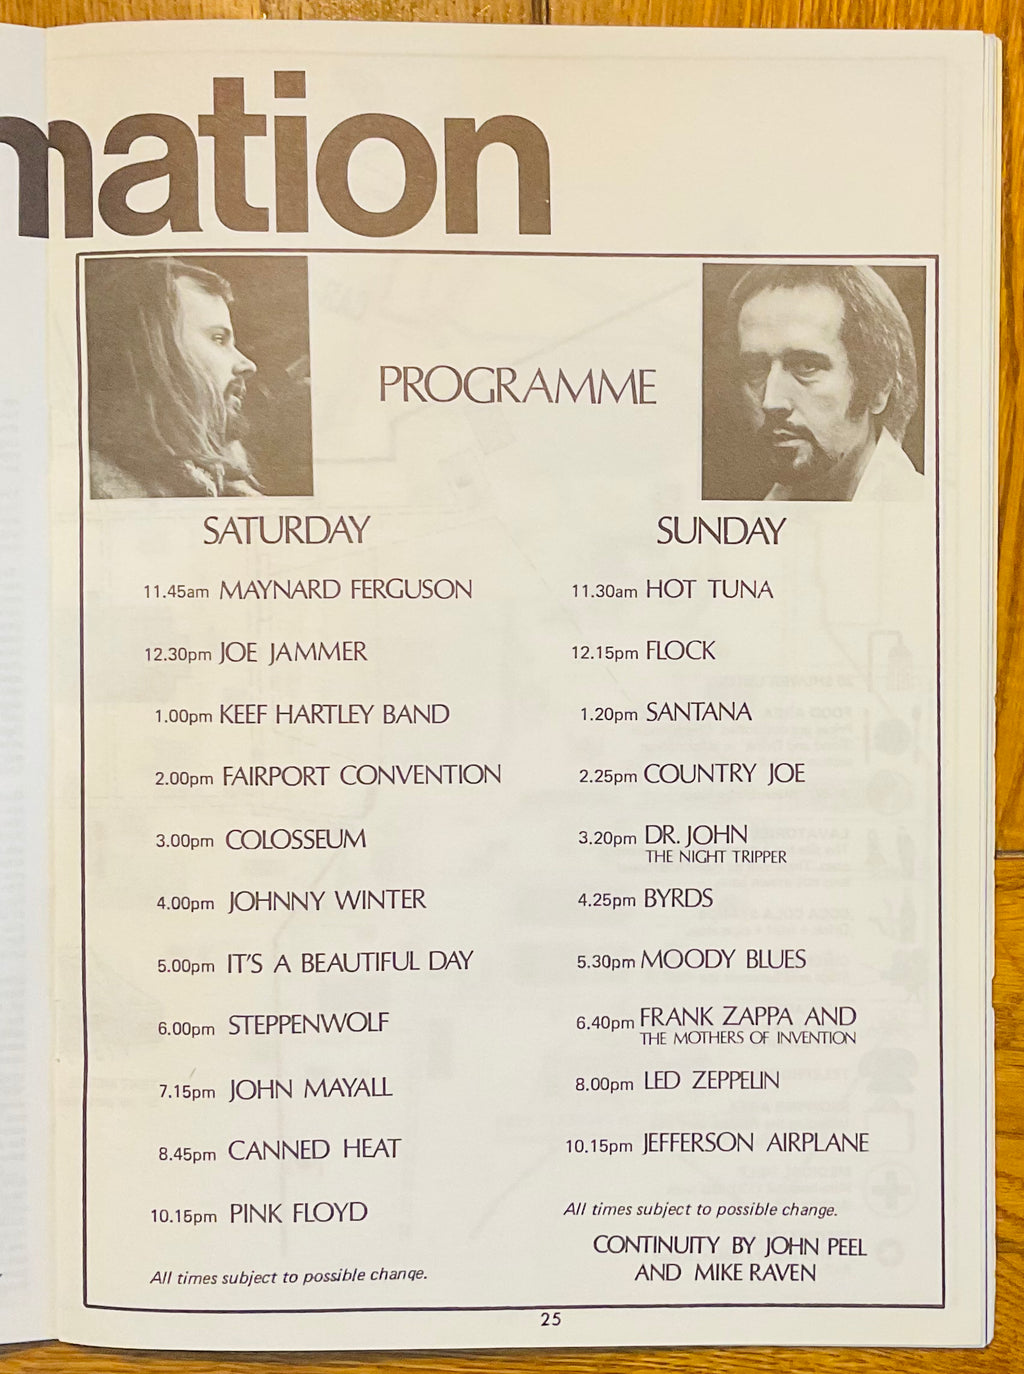 mation
PROGRAMME
SATURDAY
11.45am MAYNARD FERGUSON
12.30pm JOE JAMMER
1.00pm KEEF HARTLEY BAND
2.00pm FAIRPORT CONVENTION
3.00pm COLOSSEUM
4.00pm JOHNNY WINTER
5.00pm IT'S A BEAUTIFUL DAY
6.00pm STEPPENWOLF
7.15pm JOHN MAYALL
8.45pm CANNED HEAT
10.15pm PINK FLOYD
All times subject to possible change.
SUNDAY
11.30am HOT TUNA
12.15pm FLOCK
1.20pm SANTANA
2.25pm COUNTRY JOE
3.20pm DR. JOHN
THE NIGHT TRIPPER
4.25pm BYRDS
5.30pm MOODY BLUES
6.40pm FRANK ZAPPA AND
THE MOTHERS OF INVENTION
8.00pm LED ZEPPELIN
10.15pm JEFFERSON AIRPLANE
All times subject to possible change.
CONTINUITY BY JOHN PEEL
AND MIKE RAVEN
25